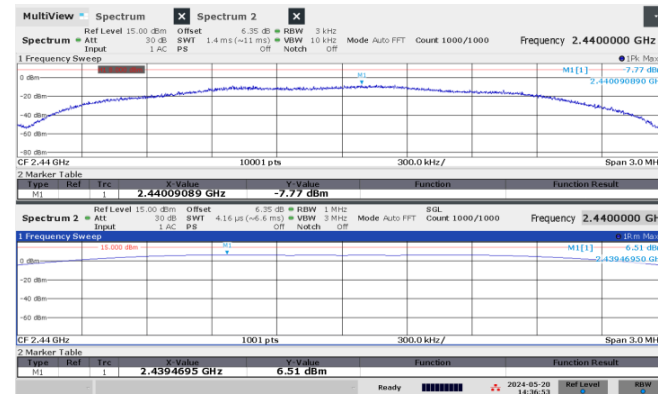 MultiView Spectrum X Spectrum 2 X
Ref Level 15.00 dBm Offset 6.35 dB RBW 3 kHz
Spectrum Att 30 dB SWT 1.4 ms (~11 ms) VBW 10 kHz Mode Auto FFT Count 1000/1000 Frequency 2.4400000 GHz
Input 1 AC PS Off Notch Off
1 Frequency Sweep 1Pk Max
M1[1] -7.77 dBm
M1
0 dBm 2.440090890 GH
-20 dBm
-40 dBm
-60 dBm
-80 dBm
CF 2.44 GHz 10001 pts 300.0 kHz/ Span 3.0 MH
2 Marker Table
Type Ref Trc X-Value Y-Value Function Function Result
M1 1 2.44009089 GHz -7.77 dBm
Ref Level 15.00 dBm Offset 6.35 dB RBW 1 MHz SGL
Spectrum 2 Att 30 dB SWT 4.16 µs (~6.6 ms) VBW 3 MHz Mode Auto FFT Count 1000/1000 Frequency 2.4400000 GH
Input 1 AC PS Off Notch Off
1 Frequency Sweep 1Rm Max
15.000 dBm M1 M1[1] 6.51 dBm
0 dBm 2.43946950 GH
-20 dBm
-40 dBm
-60 dBm
CF 2.44 GHz 1001 pts 300.0 kHz/ Span 3.0 MH
2 Marker Table
Type Ref Trc X-Value Y-Value Function Function Result
M1 1 2.4394695 GHz 6.51 dBm
Ready 2024-05-20 Ref Level RBW
14:36:53